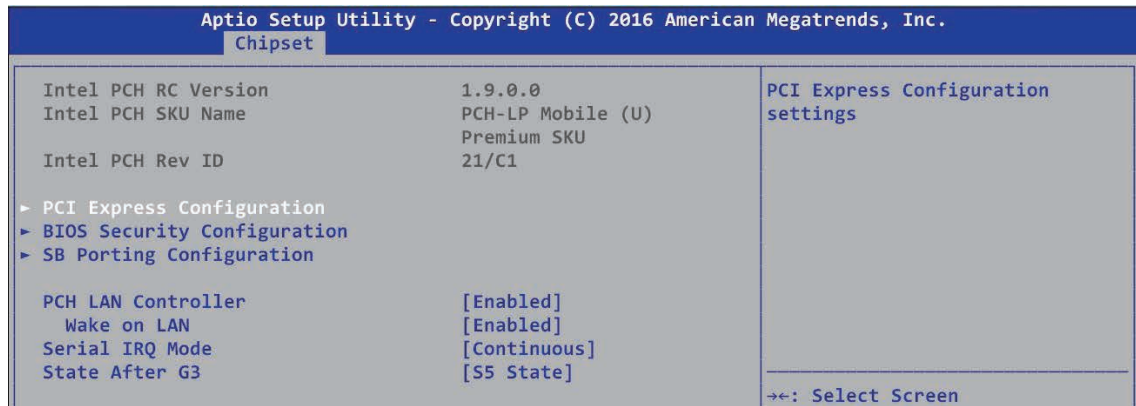 Aptio Setup Utility - Copyright (C) 2016 American Megatrends, Inc.
Chipset
Intel PCH RC Version 1.9.0.0
Intel PCH SKU Name PCH-LP Mobile (U)
Premium SKU
Intel PCH Rev ID 21/C1
► PCI Express Configuration
► BIOS Security Configuration
► SB Porting Configuration
PCH LAN Controller [Enabled]
Wake on LAN [Enabled]
Serial IRQ Mode [Continuous]
State After G3 [S5 State]
PCI Express Configuration
settings
→←: Select Screen